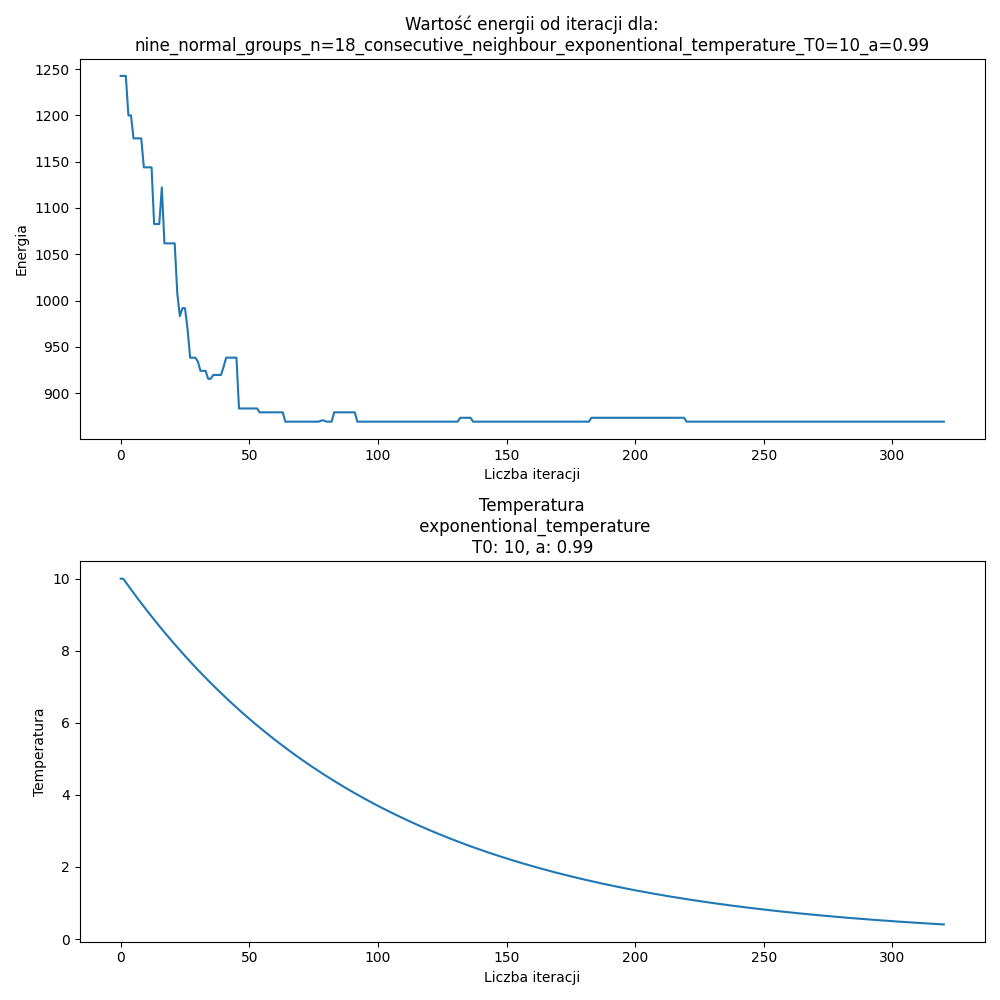 Wartość energii od iteracji dla:
nine_normal_groups_n=18_consecutive_neighbour_exponentional_temperature_T0=10_a=0.99
1250
1200
1150
1100
1050
1000
950
900
Energia
0 50 100 150 200 250 300
Liczba iteracji
Temperatura
exponentional_temperature
T0: 10, a: 0.99
10
8
6
4
2
0
Temperatura
0 50 100 150 200 250 300
Liczba iteracji